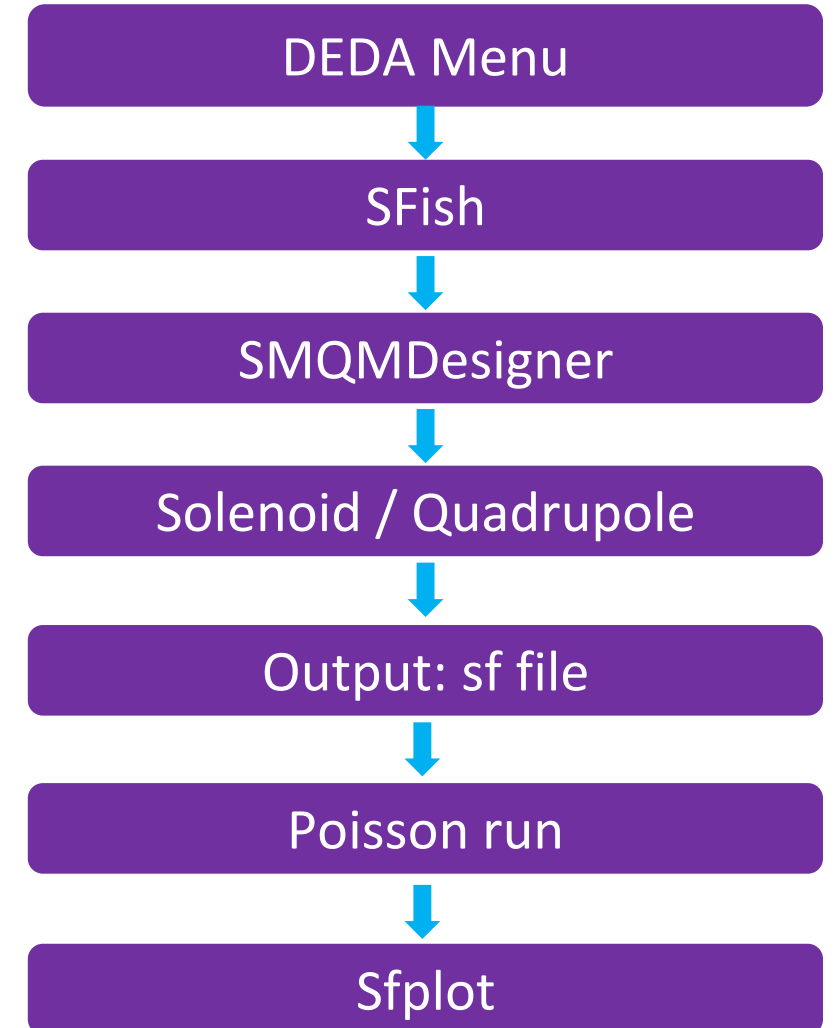 DEDA Menu
SFish
SMQMDesigner
Solenoid / Quadrupole
Output: sf file
Poisson run
Sfplot